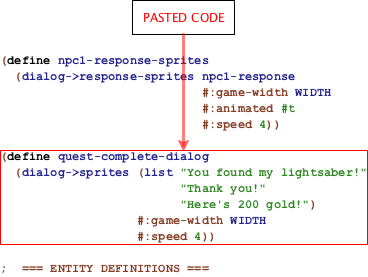 PASTED CODE
(define npc1-response-sprites
(dialog->response-sprites npc1-response
#:game-width WIDTH
#:animated #t
#:speed 4))
(define quest-complete-dialog
(dialog->sprites (list "You found my lightsaber!"
"Thank you!"
"Here's 200 gold!")
#:game-width WIDTH
#:speed 4))
; === ENTITY DEFINITIONS ===